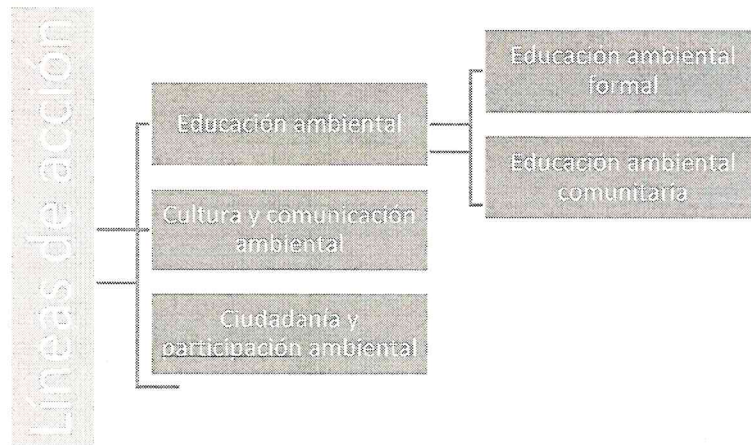 Líneas de acción
Educación ambiental
Cultura y comunicación
ambiental
Ciudadanía y
participación ambiental
Educación ambiental
formal
Educación ambiental
comunitaria